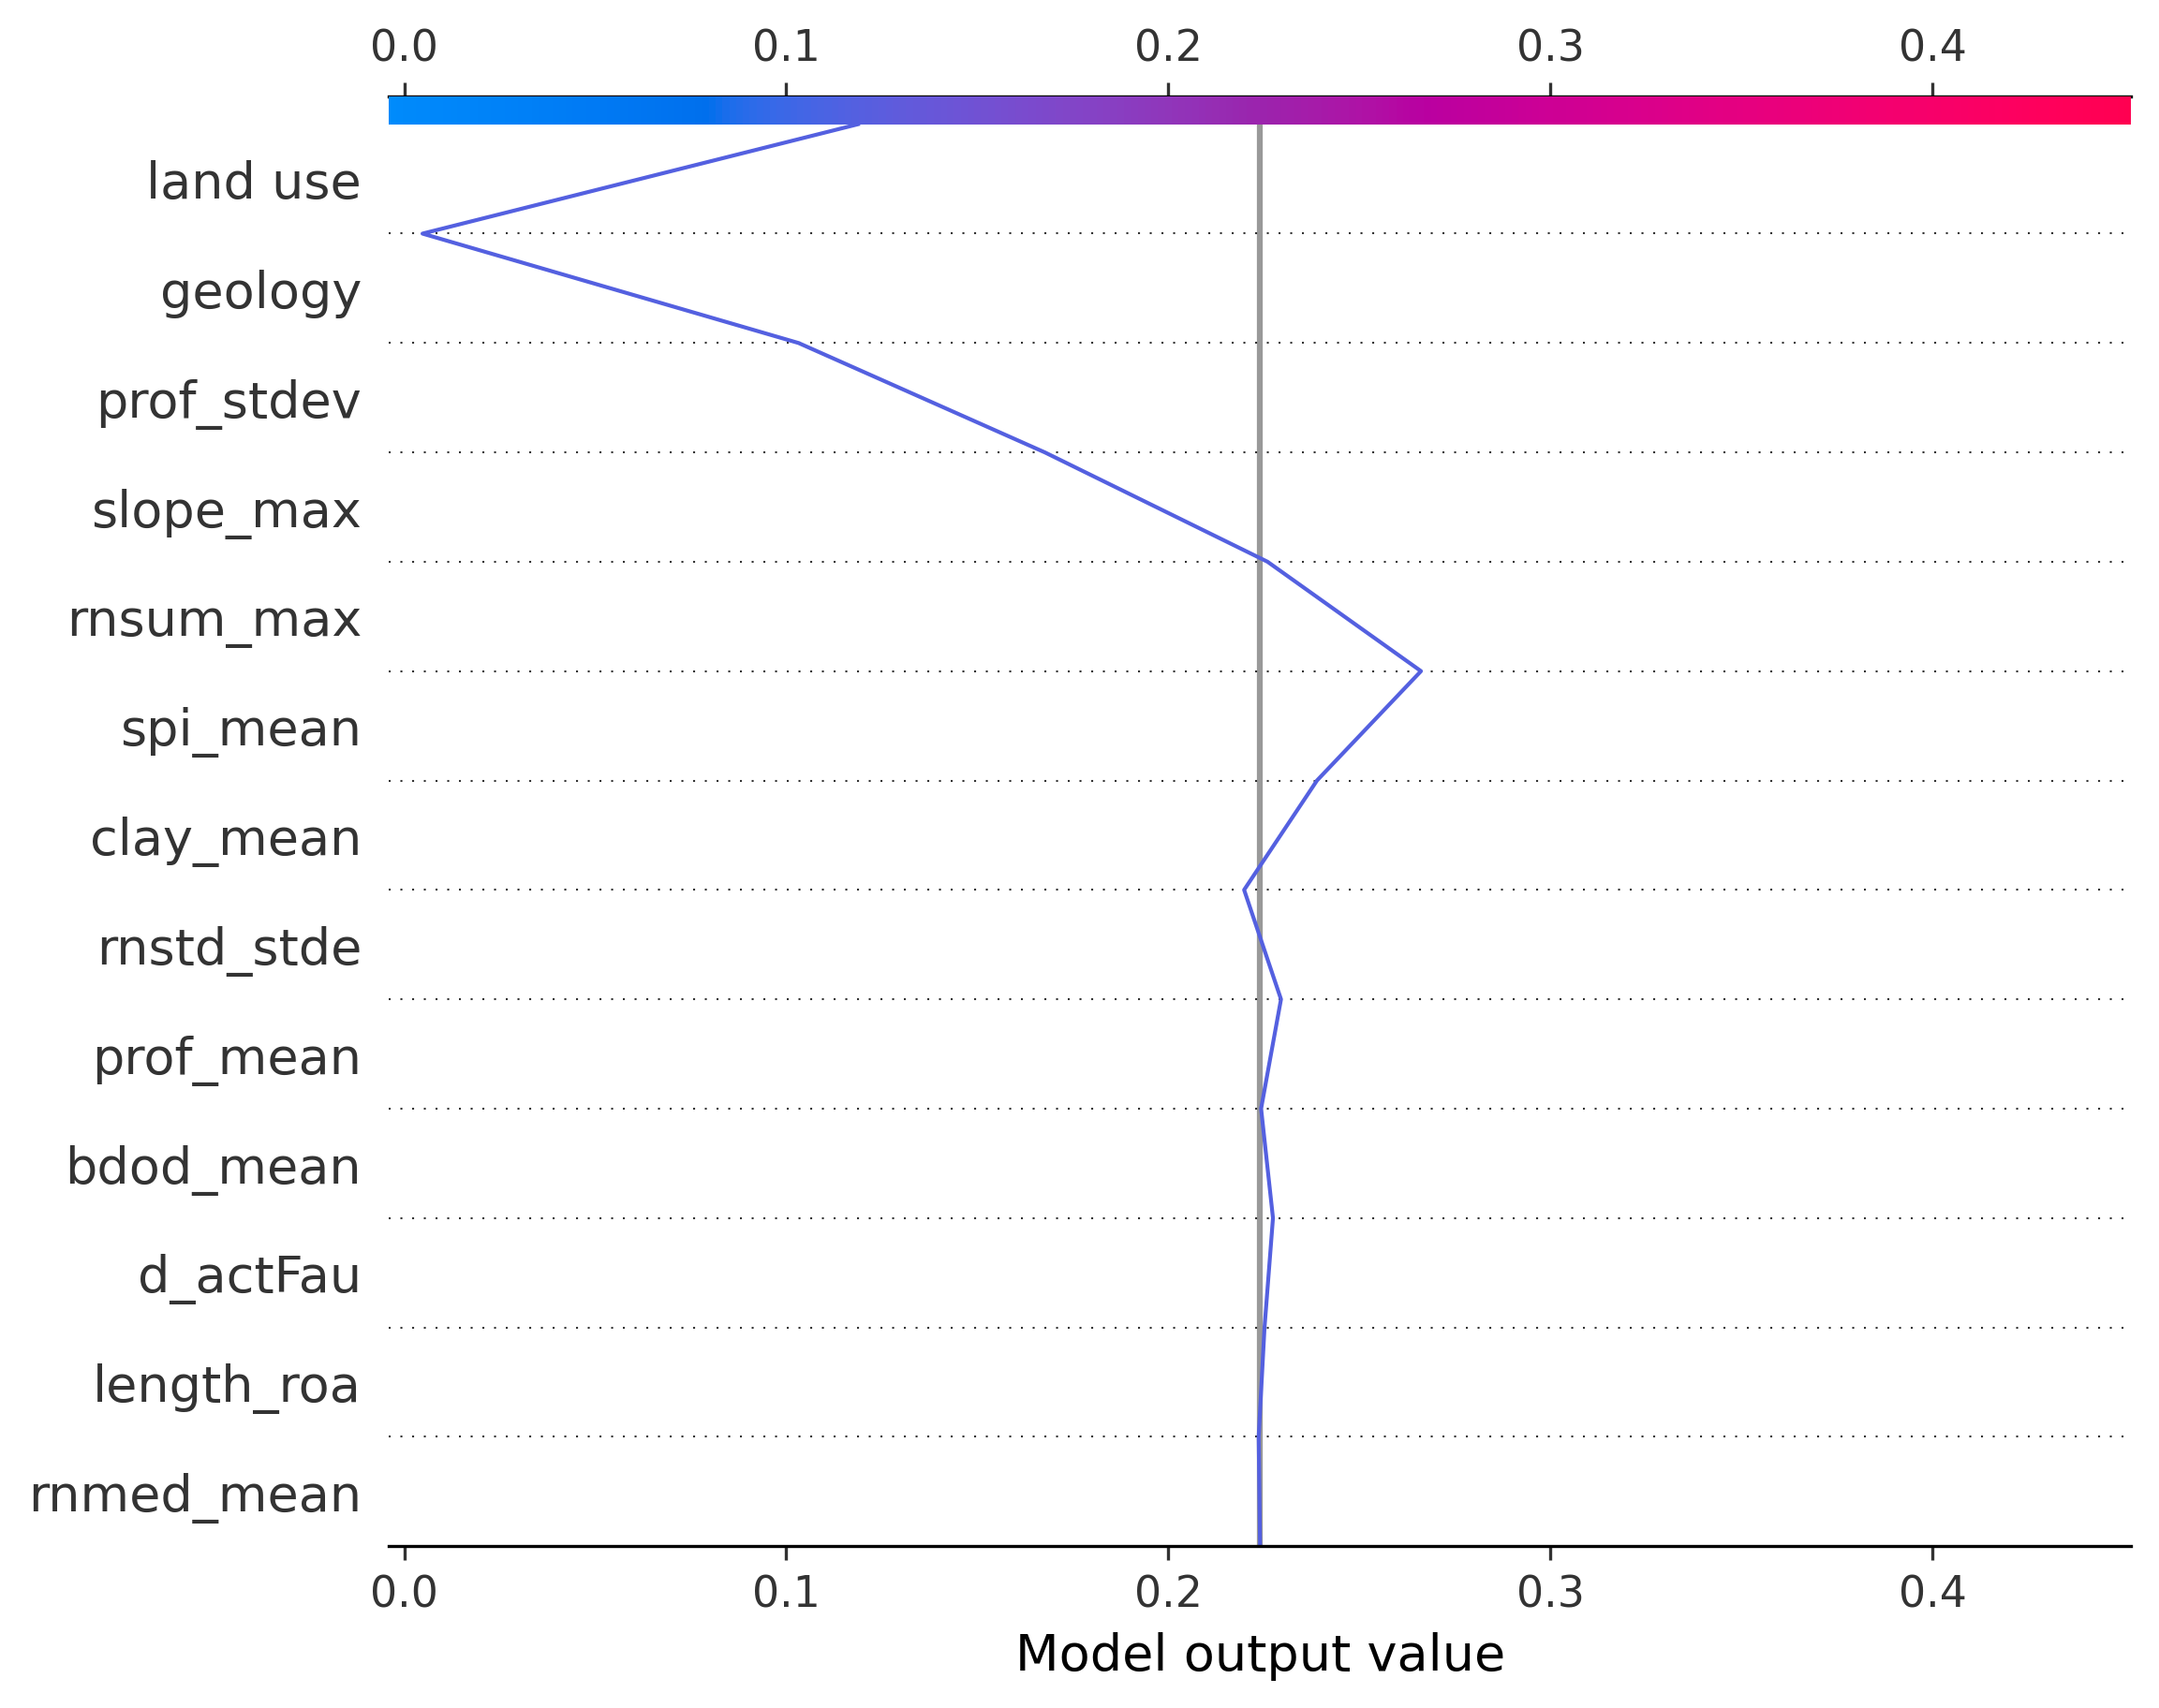 0.0 0.1 0.2 0.3 0.4
land use
geology
prof_stdev
slope_max
rnsum_max
spi_mean
clay_mean
rnstd_stde
prof_mean
bdod_mean
d_actFau
length_roa
rnmed_mean
0.0 0.1 0.2 0.3 0.4
Model output value